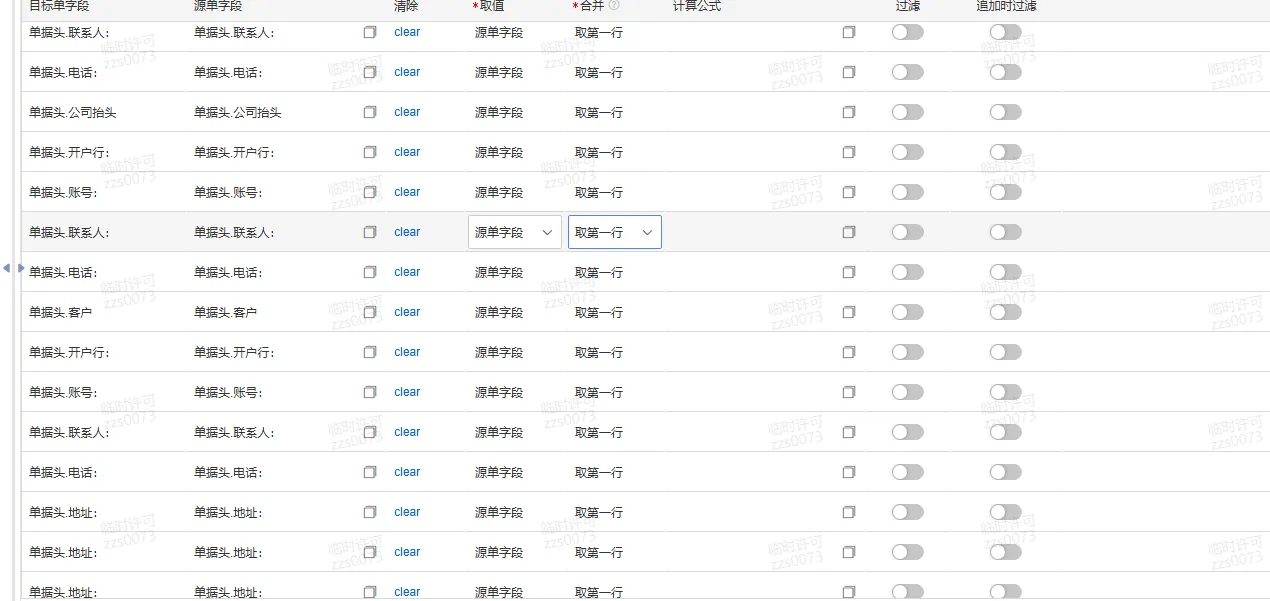 目标单字段 源单字段 清除 *取值 *合并 计算公式 过滤 追加时过滤
单据头.联系人: 单据头.联系人: clear 源单字段 取第一行
单据头.电话: 单据头.电话: clear 源单字段 取第一行
单据头.公司抬头 单据头.公司抬头 clear 源单字段 取第一行
单据头.开户行: 单据头.开户行: clear 源单字段 取第一行
单据头.账号: 单据头.账号: clear 源单字段 取第一行
单据头.联系人: 单据头.联系人: clear 源单字段 取第一行
单据头.电话: 单据头.电话: clear 源单字段 取第一行
单据头.客户 单据头.客户 clear 源单字段 取第一行
单据头.开户行: 单据头.开户行: clear 源单字段 取第一行
单据头.账号: 单据头.账号: clear 源单字段 取第一行
单据头.联系人: 单据头.联系人: clear 源单字段 取第一行
单据头.电话: 单据头.电话: clear 源单字段 取第一行
单据头.地址: 单据头.地址: clear 源单字段 取第一行
单据头.地址: 单据头.地址: clear 源单字段 取第一行
单据头.地址: 单据头.地址: clear 源单字段 取第一行
临时许可
zzs0073